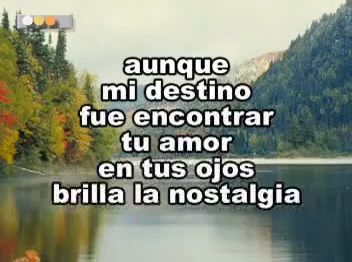 aunque
mi destino
fue encontrar
tu amor
en tus ojos
brilla la nostalgia